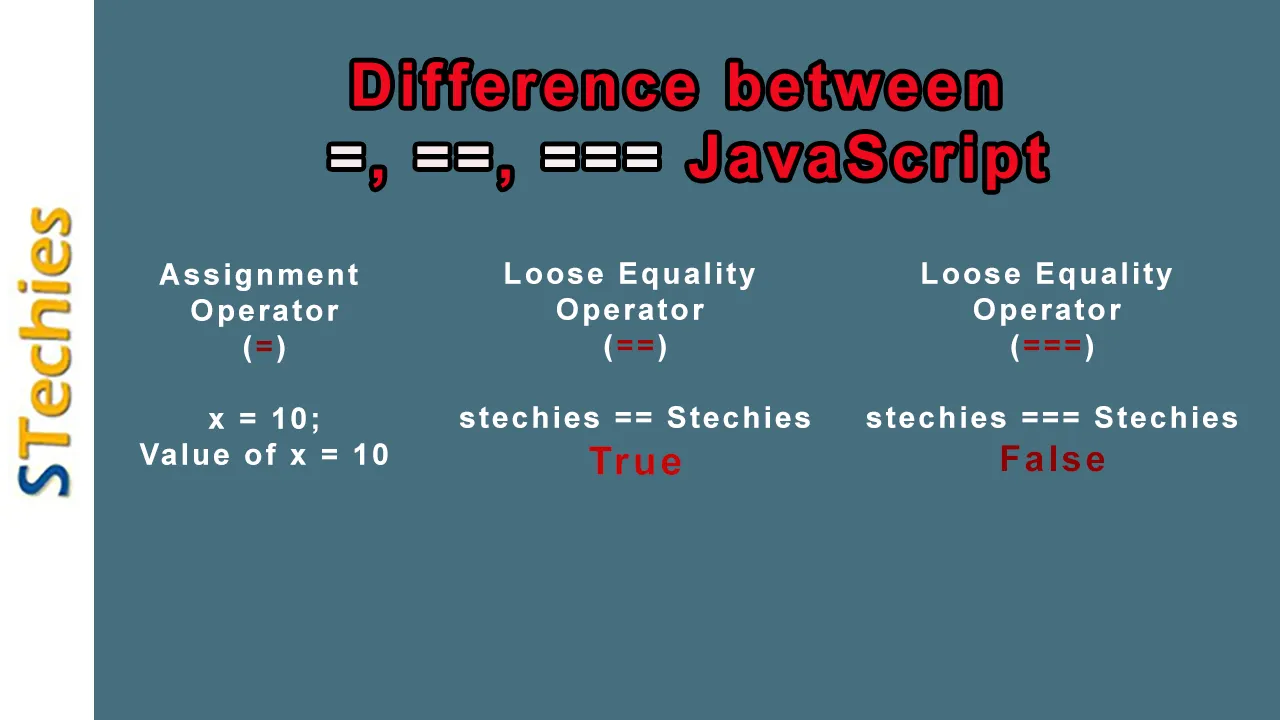 STechies
Difference between
=, ==, === JavaScript
Assignment
Operator
(=)
x = 10;
Value of x = 10
Loose Equality
Operator
(==)
stechies == Stechies
True
Loose Equality
Operator
(===)
stechies === Stechies
False